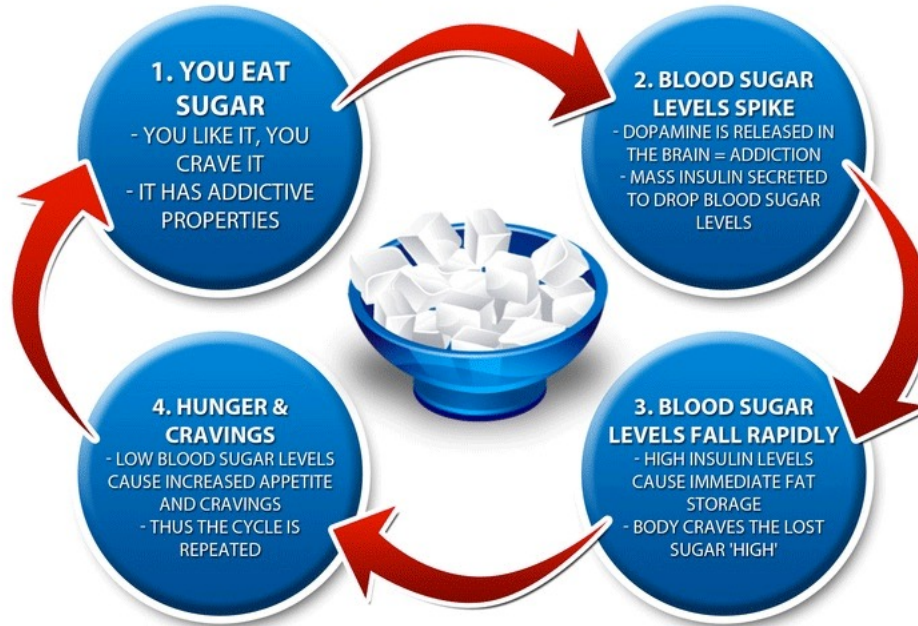 1. YOU EAT
SUGAR
- YOU LIKE IT, YOU
CRAVE IT
- IT HAS ADDICTIVE
PROPERTIES
2. BLOOD SUGAR
LEVELS SPIKE
- DOPAMINE IS RELEASED IN
THE BRAIN = ADDICTION
- MASS INSULIN SECRETED
TO DROP BLOOD SUGAR
LEVELS
3. BLOOD SUGAR
LEVELS FALL RAPIDLY
- HIGH INSULIN LEVELS
CAUSE IMMEDIATE FAT
STORAGE
- BODY CRAVES THE LOST
SUGAR 'HIGH'
4. HUNGER &
CRAVINGS
- LOW BLOOD SUGAR LEVELS
CAUSE INCREASED APPETITE
AND CRAVINGS
- THUS THE CYCLE IS
REPEATED